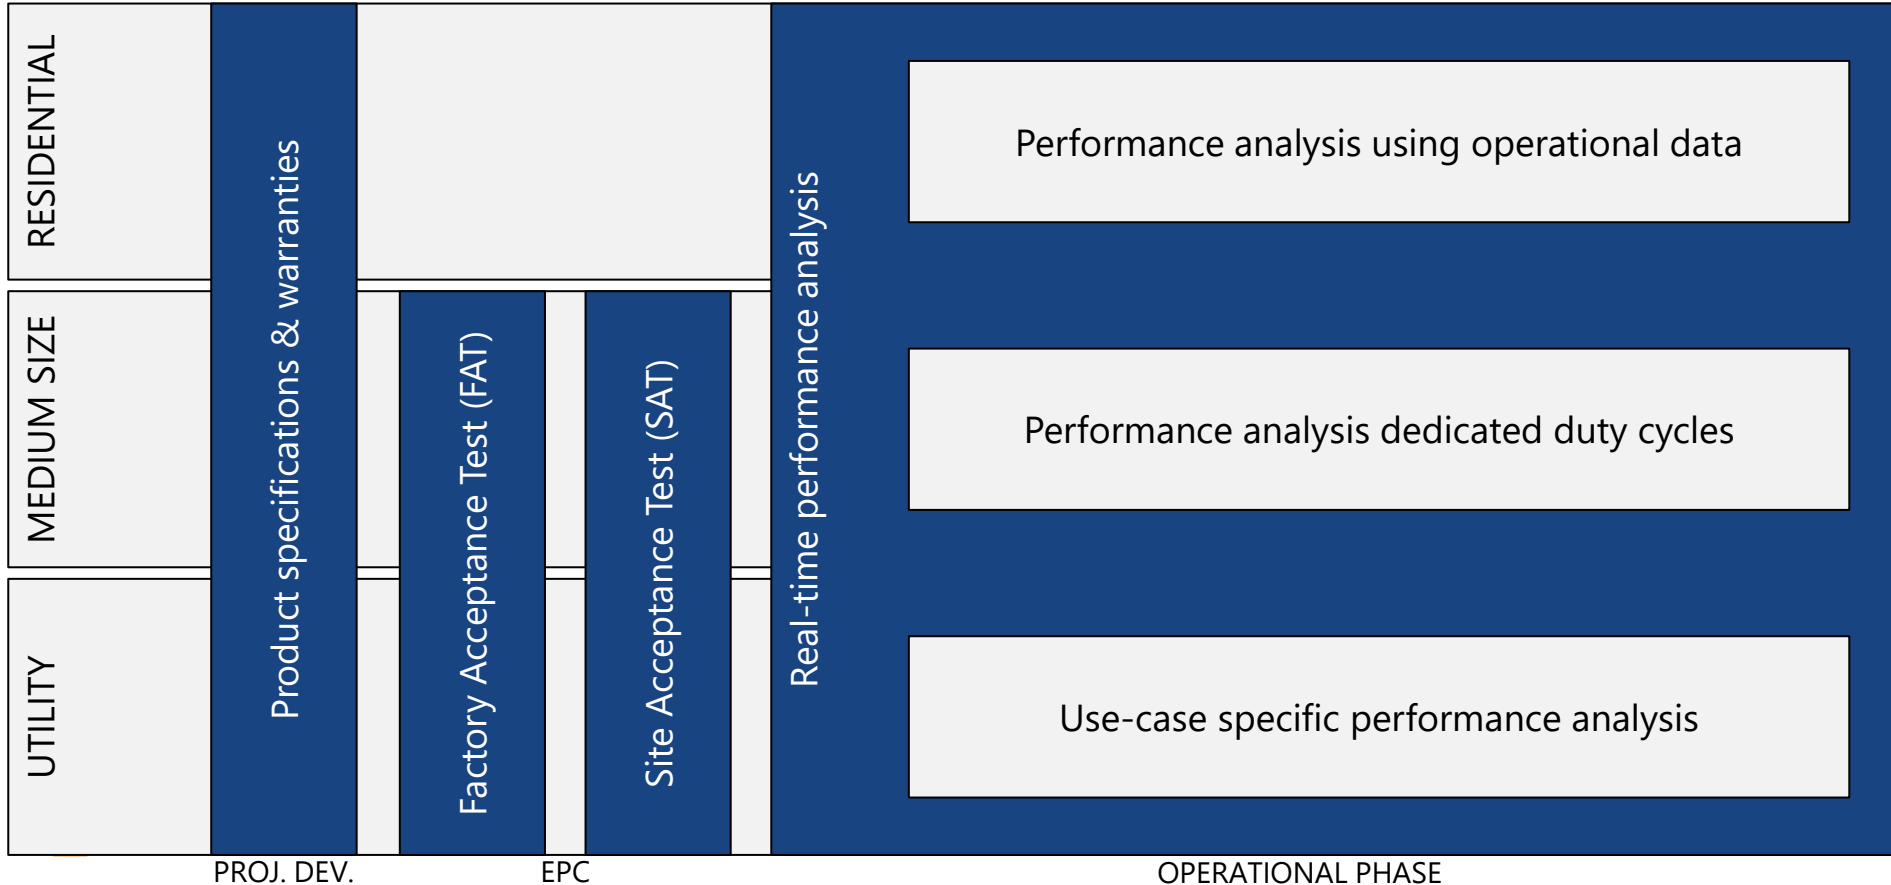 RESIDENTIAL
MEDIUM SIZE
UTILITY
Product specifications & warranties
Factory Acceptance Test (FAT)
Site Acceptance Test (SAT)
Real-time performance analysis
Performance analysis using operational data
Performance analysis dedicated duty cycles
Use-case specific performance analysis
PROJ. DEV.
EPC
OPERATIONAL PHASE